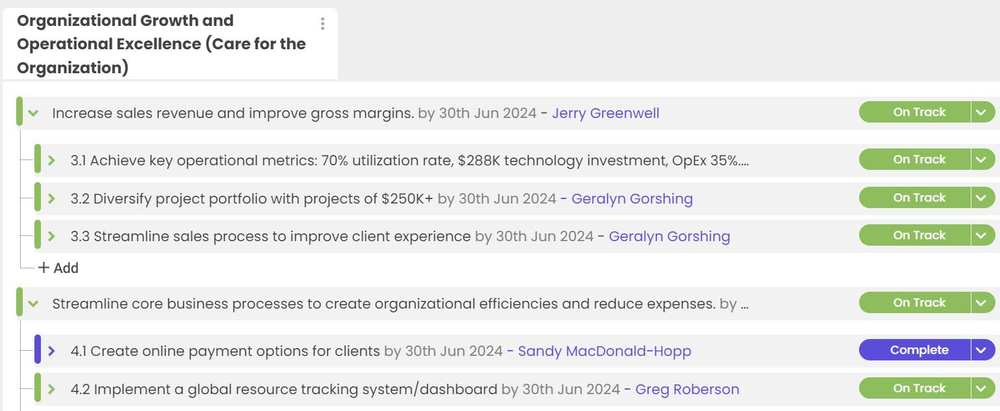 Organizational Growth and
Operational Excellence (Care for the
Organization)
Increase sales revenue and improve gross margins. by 30th Jun 2024 - Jerry Greenwell On Track
3.1 Achieve key operational metrics: 70% utilization rate, $288K technology investment, OpEx 35%.... On Track
3.2 Diversify project portfolio with projects of $250K+ by 30th Jun 2024 - Geralyn Gorshing On Track
3.3 Streamline sales process to improve client experience by 30th Jun 2024 - Geralyn Gorshing On Track
+ Add
Streamline core business processes to create organizational efficiencies and reduce expenses. by ... On Track
4.1 Create online payment options for clients by 30th Jun 2024 - Sandy MacDonald-Hopp Complete
4.2 Implement a global resource tracking system/dashboard by 30th Jun 2024 - Greg Roberson On Track